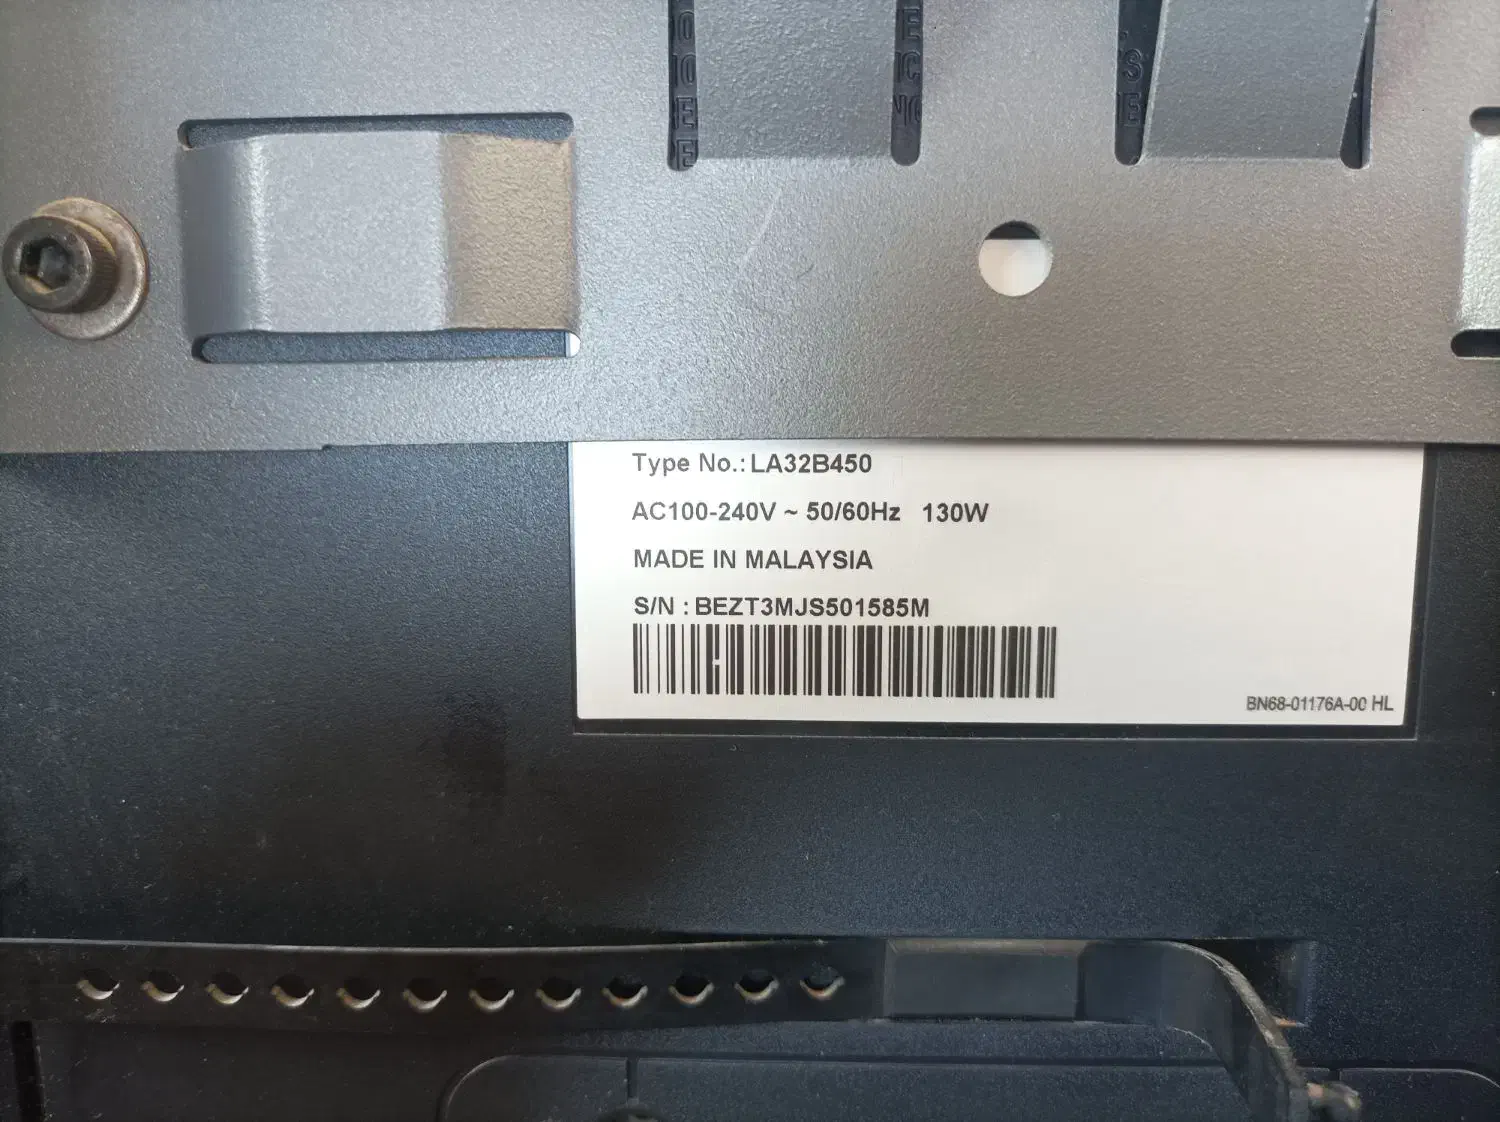 Type No.: LA32B450
AC100-240V ~ 50/60Hz 130W
MADE IN MALAYSIA
S/N : BEZT3MJS501585M
BN68-01176A-00 HL